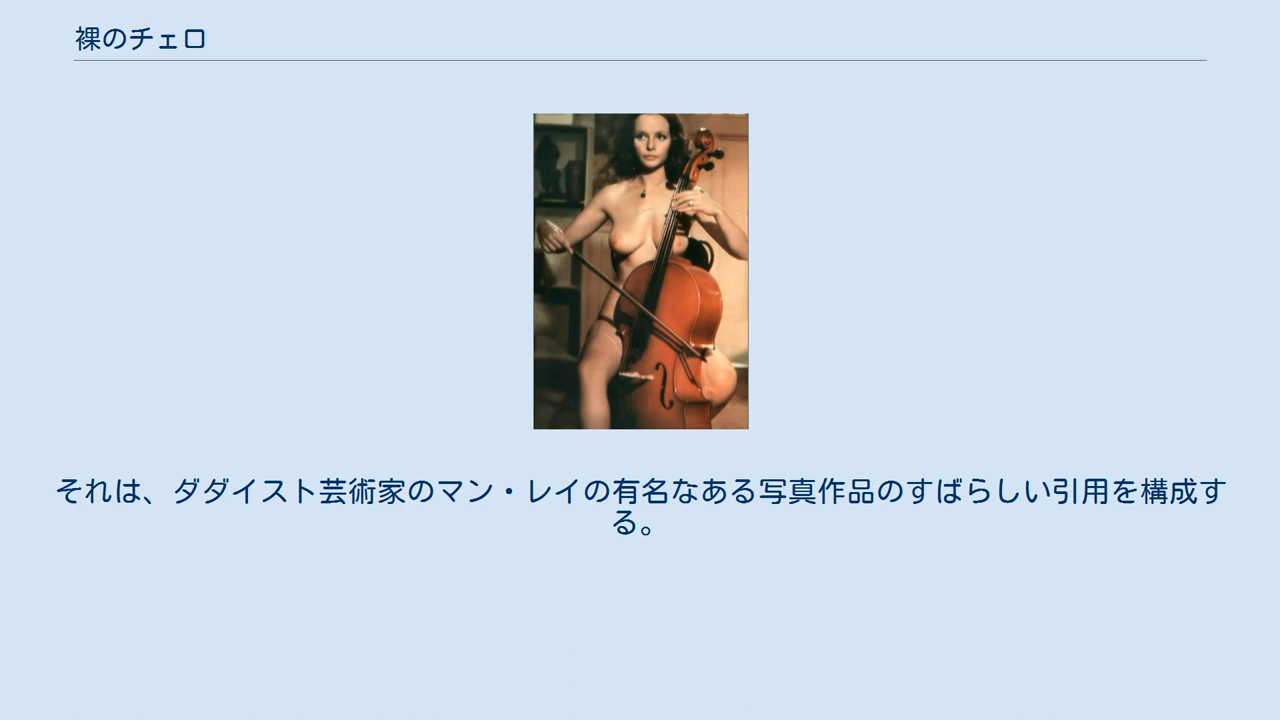 裸のチェロ
それは、ダダイスト芸術家のマン・レイの有名なある写真作品のすばらしい引用を構成す
る。